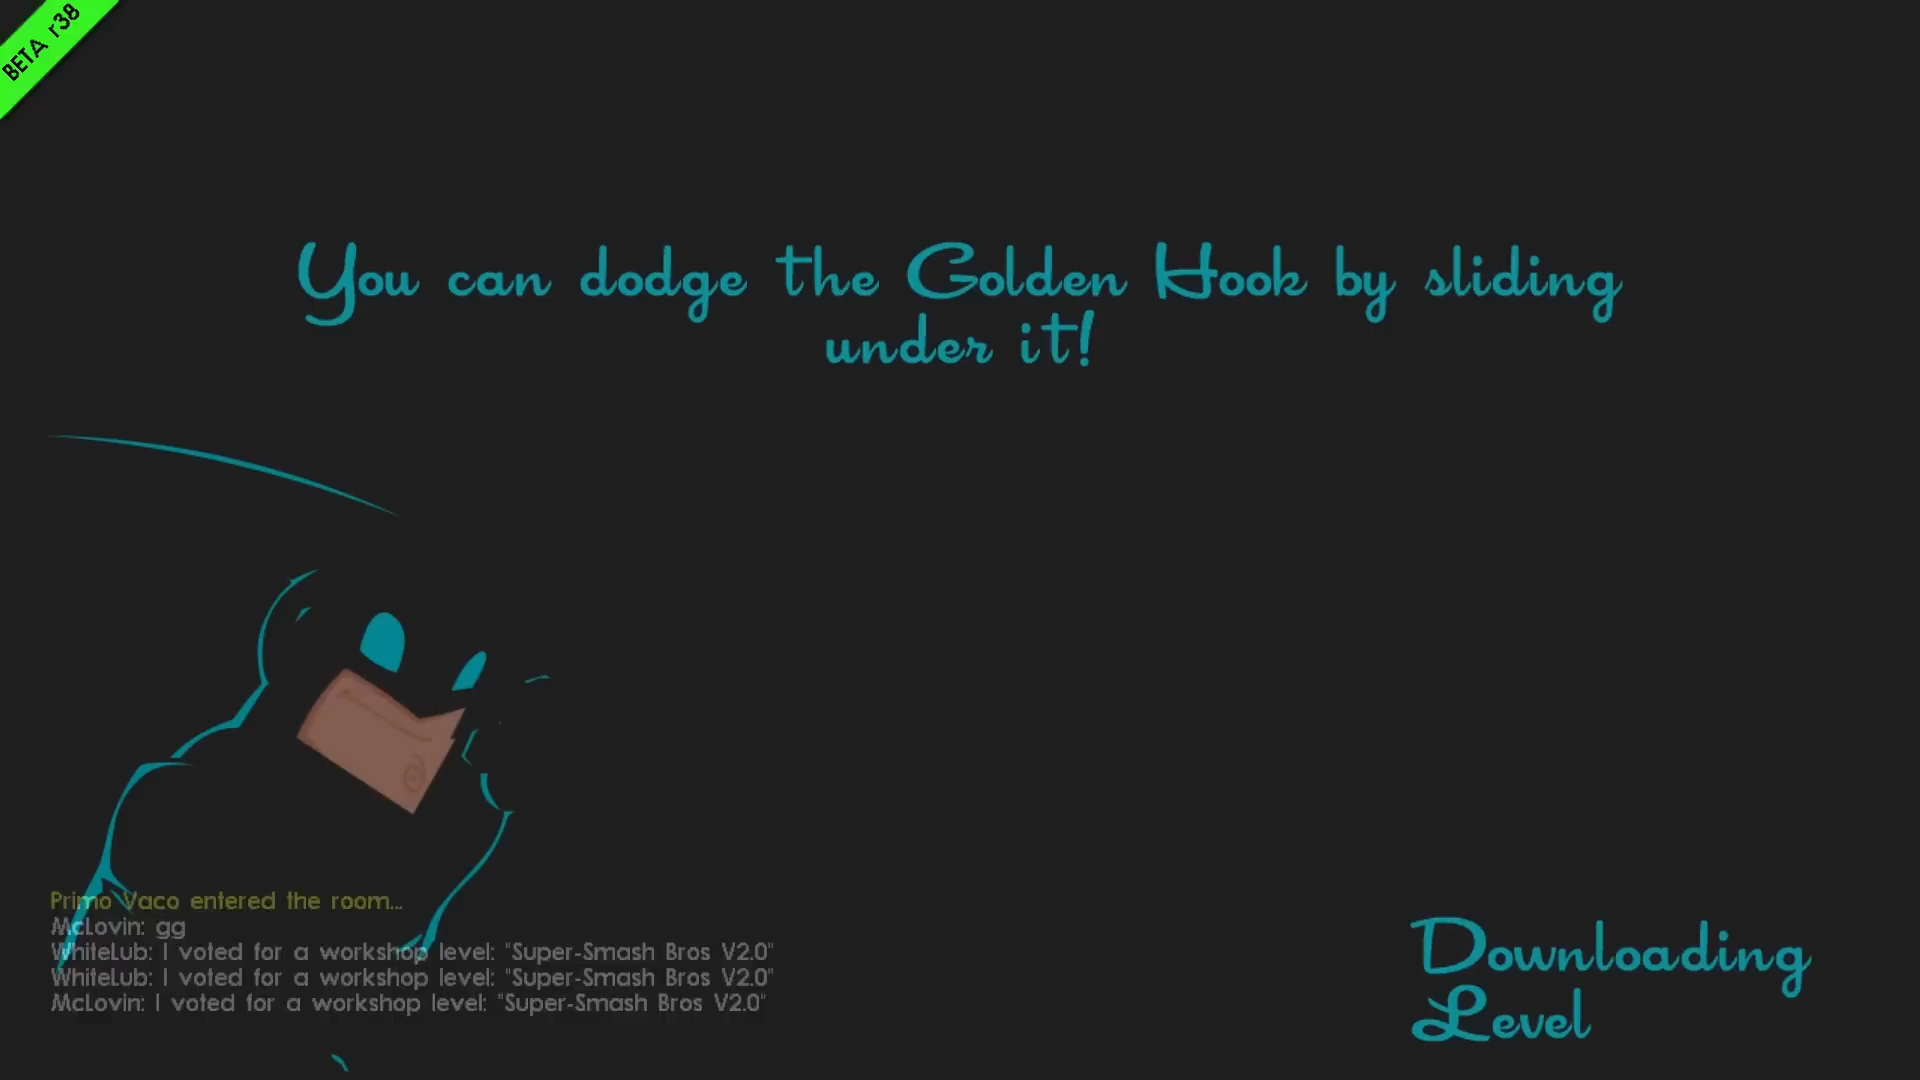 BETA r38
You can dodge the Golden Hook by sliding
under it!
Primo Vaco entered the room...
McLovin: gg
WhiteLub: I voted for a workshop level: "Super-Smash Bros V2.0"
WhiteLub: I voted for a workshop level: "Super-Smash Bros V2.0"
McLovin: I voted for a workshop level: "Super-Smash Bros V2.0"
Downloading
Level